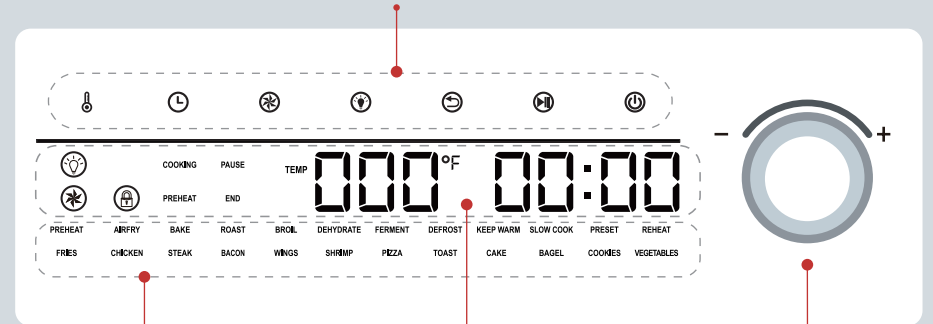 COOKING PAUSE TEMP 000°F 00:00
PREHEAT END
− +
PREHEAT AIRFRY BAKE ROAST BROIL DEHYDRATE FERMENT DEFROST KEEP WARM SLOW COOK PRESET REHEAT
FRIES CHICKEN STEAK BACON WINGS SHRIMP PIZZA TOAST CAKE BAGEL COOKIES VEGETABLES